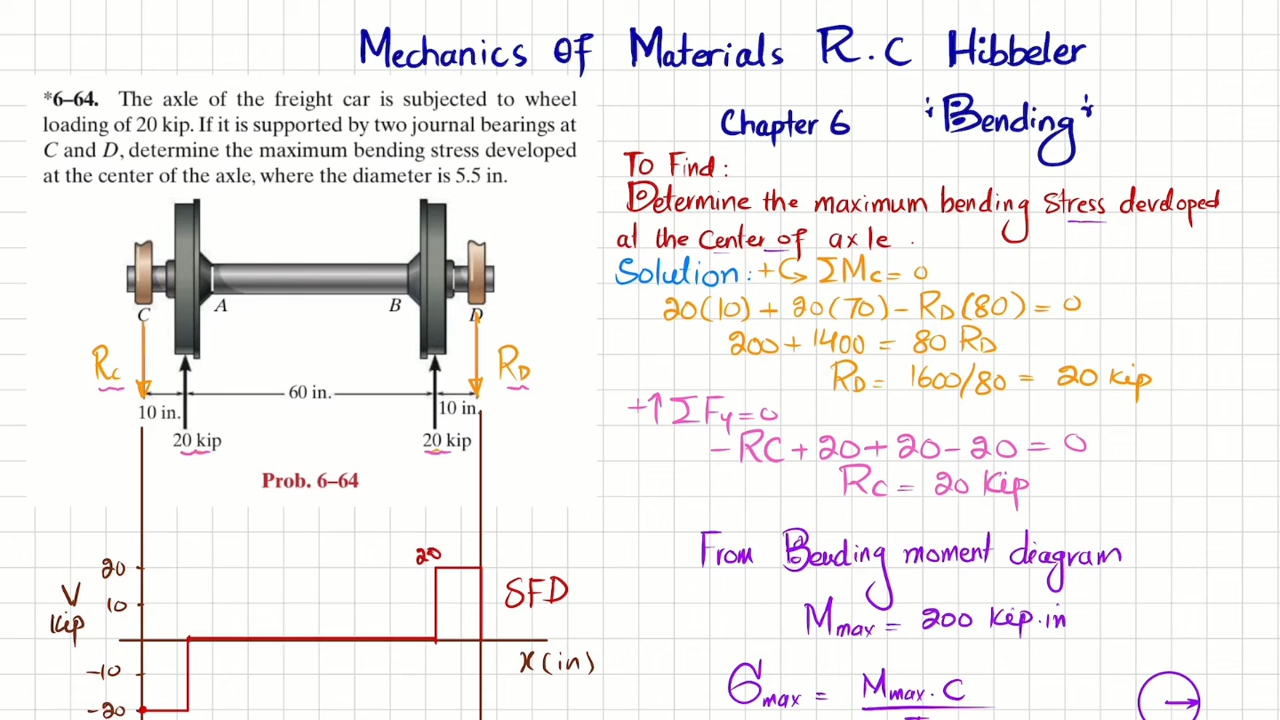 Mechanics Of Materials R.C Hibbeler
*6–64. The axle of the freight car is subjected to wheel
loading of 20 kip. If it is supported by two journal bearings at
C and D, determine the maximum bending stress developed
at the center of the axle, where the diameter is 5.5 in.
C
A
B
D
Rc
RD
10 in.
60 in.
10 in.
20 kip
20 kip
Prob. 6–64
20
20
10
V
Kip
-10
-20
SFD
x (in)
Chapter 6 "Bending"
To Find:
Determine the maximum bending stress developed
at the center of axle.
Solution: +↺ ΣMc = 0
20(10) + 20(70) - RD(80) = 0
200 + 1400 = 80 RD
RD = 1600/80 = 20 kip
+↑ΣFy=0
-RC + 20 + 20 - 20 = 0
Rc = 20 Kip
From Bending moment diagram
Mmax = 200 Kip.in
σmax = Mmax . C